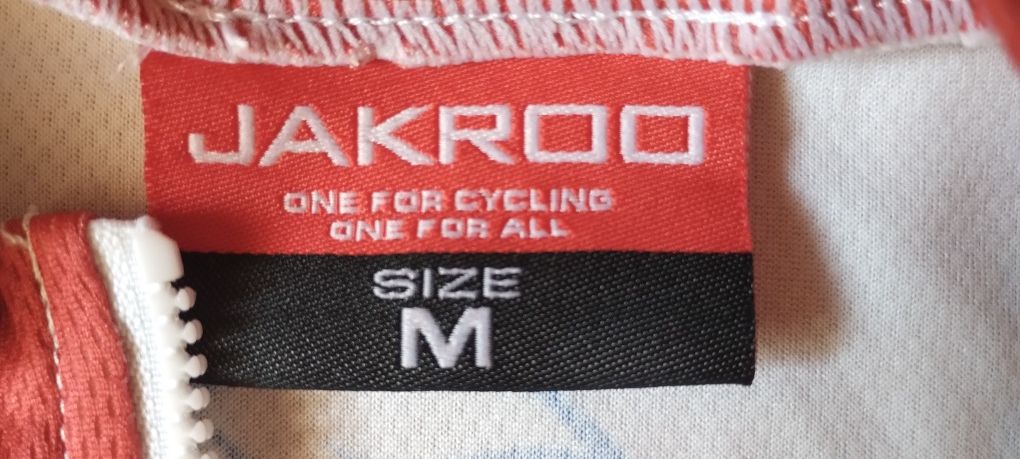 JAKROO
ONE FOR CYCLING
ONE FOR ALL
SIZE
M